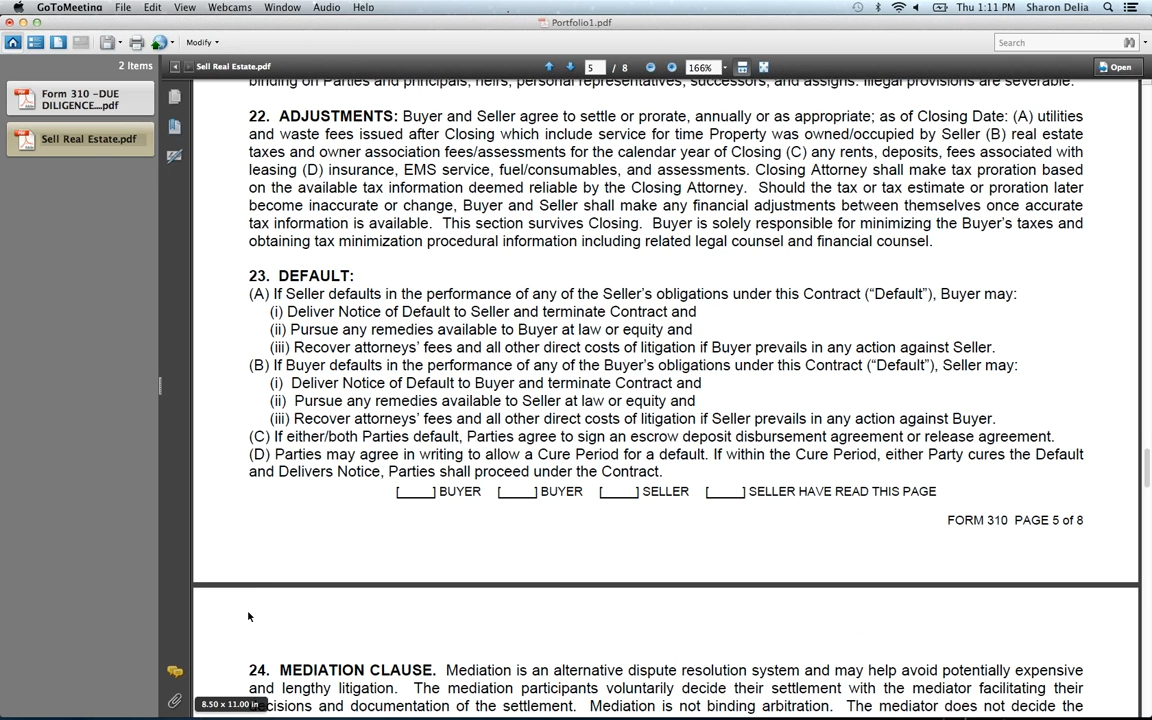 GoToMeeting File Edit View Webcams Window Audio Help Thu 1:11 PM Sharon Delia
Portfolio1.pdf
Modify
Search
2 Items
Sell Real Estate.pdf
5 / 8
166%
Open
Form 310 -DUE
DILIGENCE....pdf
Sell Real Estate.pdf
binding on Parties and principals, heirs, personal representatives, successors, and assigns. Illegal provisions are severable.
22. ADJUSTMENTS: Buyer and Seller agree to settle or prorate, annually or as appropriate; as of Closing Date: (A) utilities
and waste fees issued after Closing which include service for time Property was owned/occupied by Seller (B) real estate
taxes and owner association fees/assessments for the calendar year of Closing (C) any rents, deposits, fees associated with
leasing (D) insurance, EMS service, fuel/consumables, and assessments. Closing Attorney shall make tax proration based
on the available tax information deemed reliable by the Closing Attorney. Should the tax or tax estimate or proration later
become inaccurate or change, Buyer and Seller shall make any financial adjustments between themselves once accurate
tax information is available. This section survives Closing. Buyer is solely responsible for minimizing the Buyer's taxes and
obtaining tax minimization procedural information including related legal counsel and financial counsel.
23. DEFAULT:
(A) If Seller defaults in the performance of any of the Seller's obligations under this Contract ("Default"), Buyer may:
(i) Deliver Notice of Default to Seller and terminate Contract and
(ii) Pursue any remedies available to Buyer at law or equity and
(iii) Recover attorneys' fees and all other direct costs of litigation if Buyer prevails in any action against Seller.
(B) If Buyer defaults in the performance of any of the Buyer's obligations under this Contract ("Default"), Seller may:
(i) Deliver Notice of Default to Buyer and terminate Contract and
(ii) Pursue any remedies available to Seller at law or equity and
(iii) Recover attorneys' fees and all other direct costs of litigation if Seller prevails in any action against Buyer.
(C) If either/both Parties default, Parties agree to sign an escrow deposit disbursement agreement or release agreement.
(D) Parties may agree in writing to allow a Cure Period for a default. If within the Cure Period, either Party cures the Default
and Delivers Notice, Parties shall proceed under the Contract.
[____] BUYER [____] BUYER [____] SELLER [____] SELLER HAVE READ THIS PAGE
FORM 310 PAGE 5 of 8
24. MEDIATION CLAUSE. Mediation is an alternative dispute resolution system and may help avoid potentially expensive
and lengthy litigation. The mediation participants voluntarily decide their settlement with the mediator facilitating their
decisions and documentation of the settlement. Mediation is not binding arbitration. The mediator does not decide the
8.50 x 11.00 in